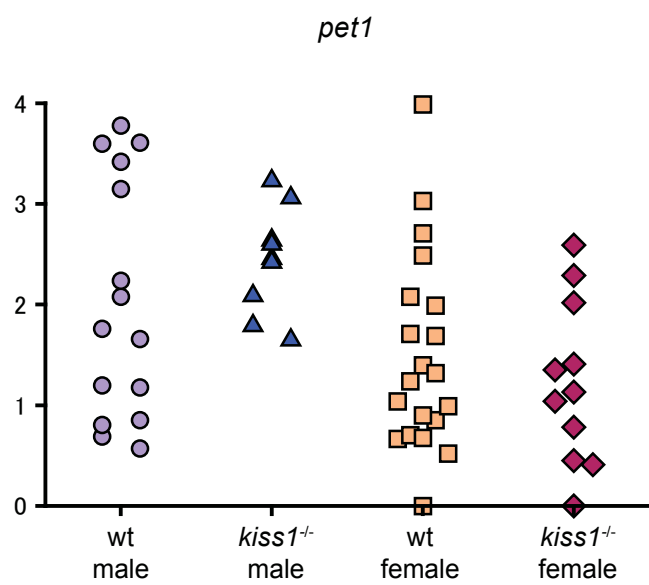 pet1
4
3
2
1
0
wt male
kiss1-/- male
wt female
kiss1-/- female